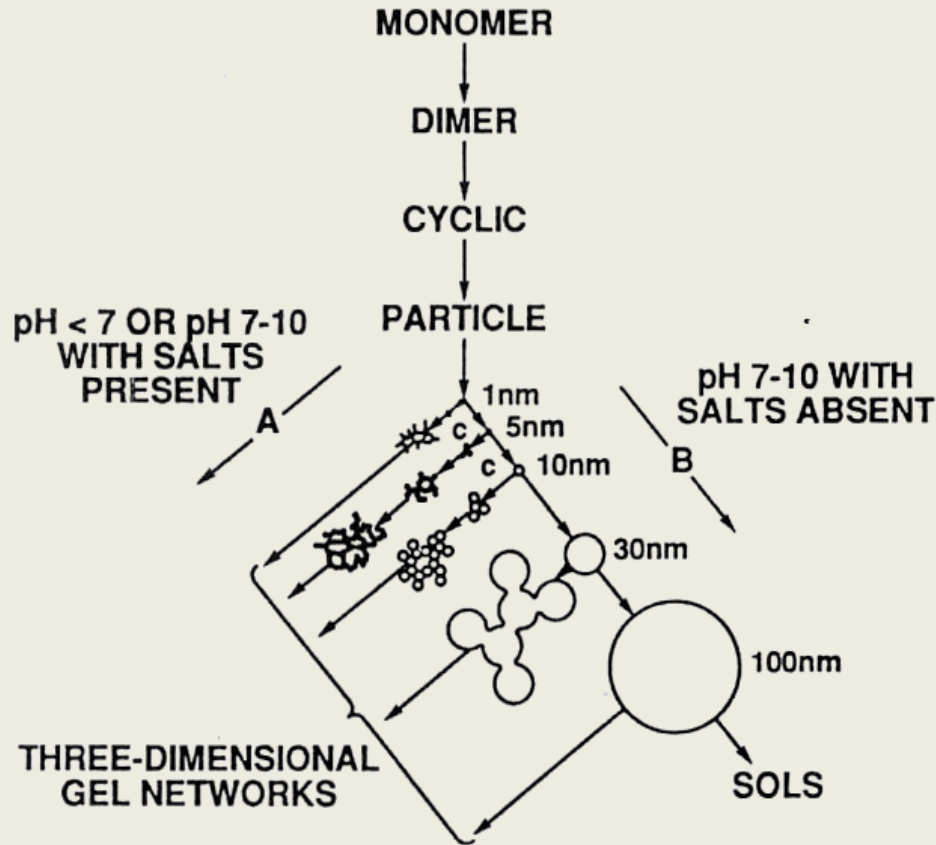 MONOMER
DIMER
CYCLIC
PARTICLE
pH < 7 OR pH 7-10
WITH SALTS
PRESENT
A
pH 7-10 WITH
SALTS ABSENT
B
1nm
C
5nm
C
10nm
30nm
100nm
THREE-DIMENSIONAL
GEL NETWORKS
SOLS